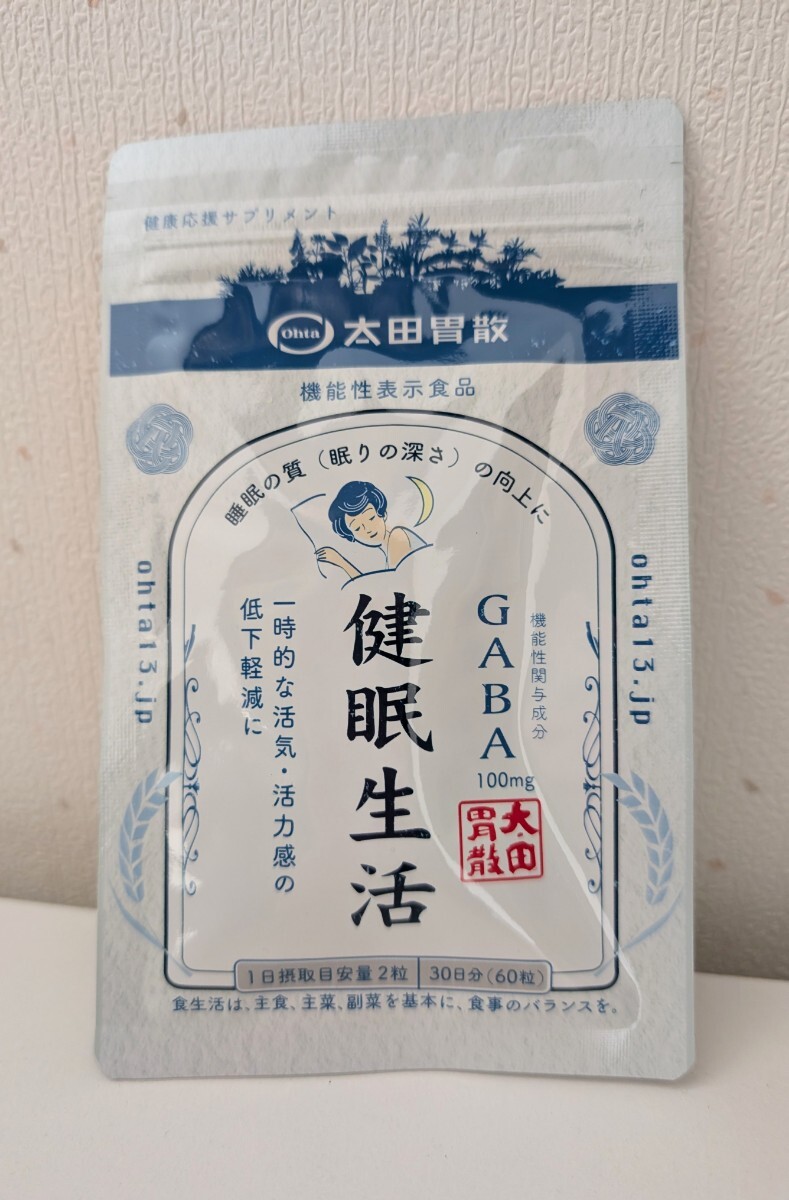 健康応援サプリメント
Ohta 太田胃散
機能性表示食品
睡眠の質（眠りの深さ）の向上に
機能性関与成分
GABA
100mg
太田
胃散
健眠生活
一時的な活気・活力感の
低下軽減に
ohta13.jp
ohta13.jp
1日摂取目安量2粒 30日分(60粒)
食生活は、主食、主菜、副菜を基本に、食事のバランスを。